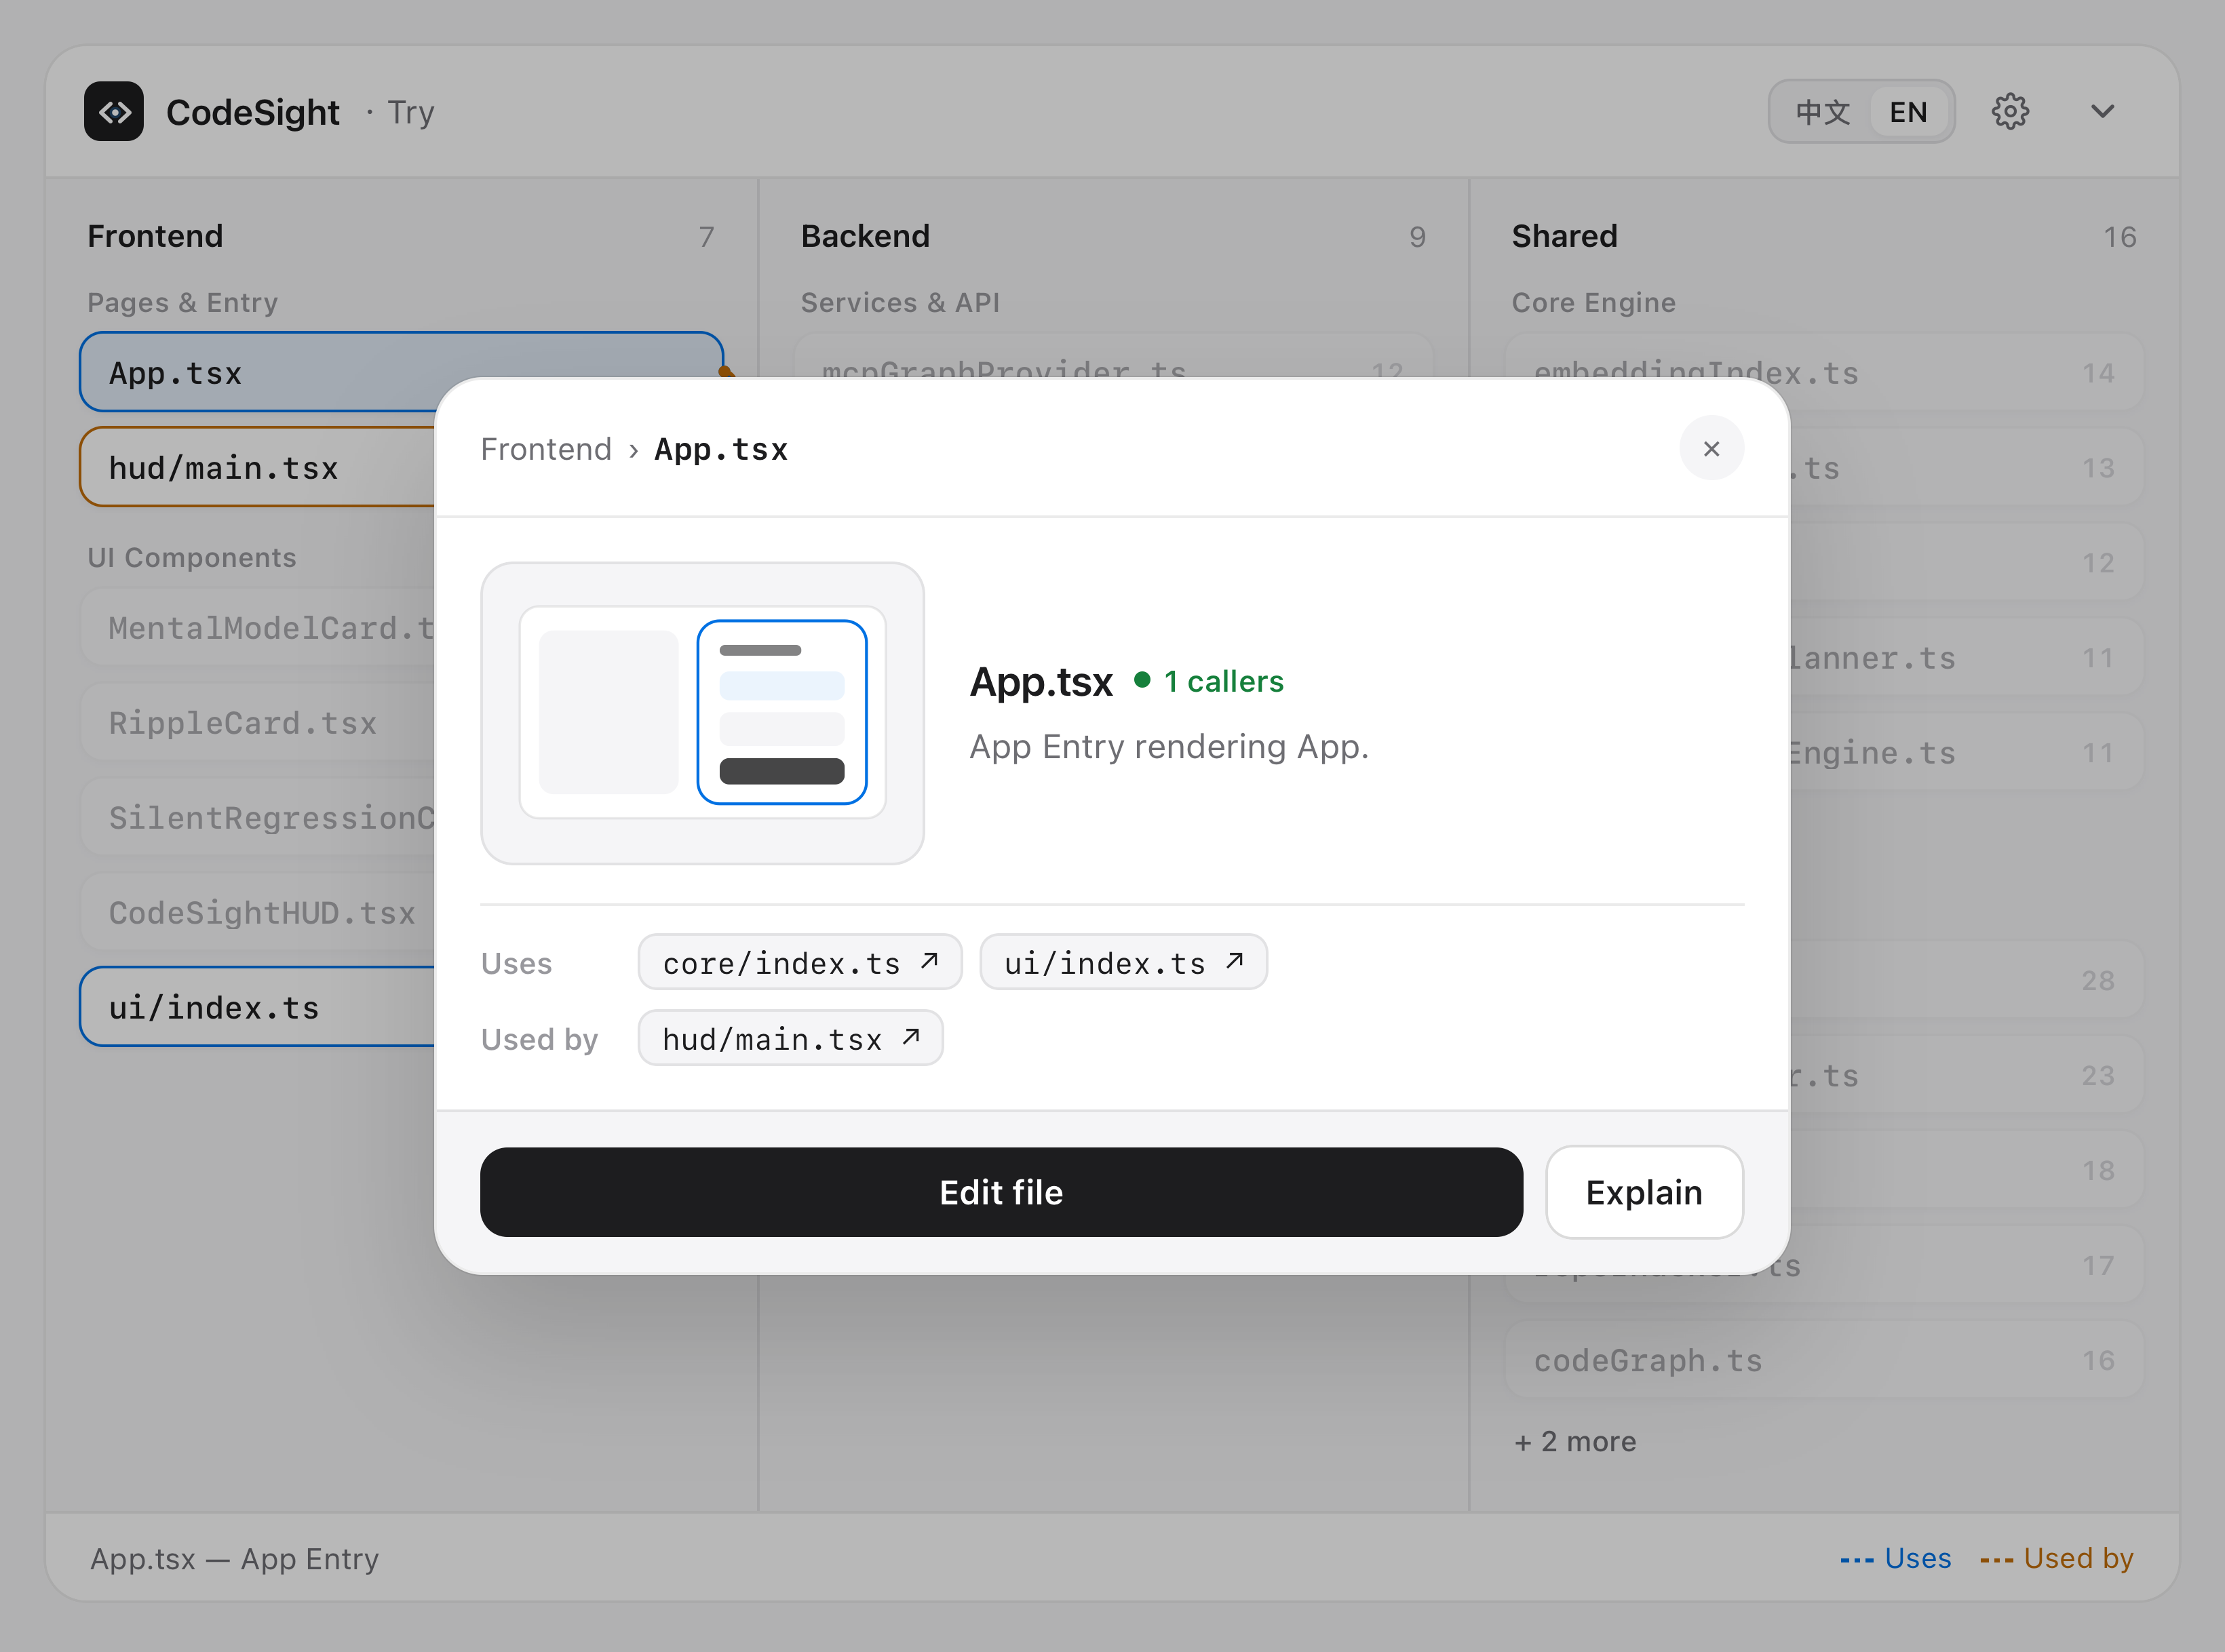 CodeSight · Try
中文 EN
Frontend 7
Backend 9
Shared 16
Pages & Entry
Services & API
Core Engine
App.tsx
mcpGraphProvider.ts 12
embeddingIndex.ts 14
hud/main.tsx
.ts 13
UI Components
12
MentalModelCard.t
lanner.ts 11
RippleCard.tsx
Engine.ts 11
SilentRegressionC
CodeSightHUD.tsx
28
ui/index.ts
r.ts 23
18
ts 17
codeGraph.ts 16
+ 2 more
Frontend › App.tsx
×
App.tsx ● 1 callers
App Entry rendering App.
Uses core/index.ts ↗ ui/index.ts ↗
Used by hud/main.tsx ↗
Edit file
Explain
App.tsx — App Entry
Uses Used by